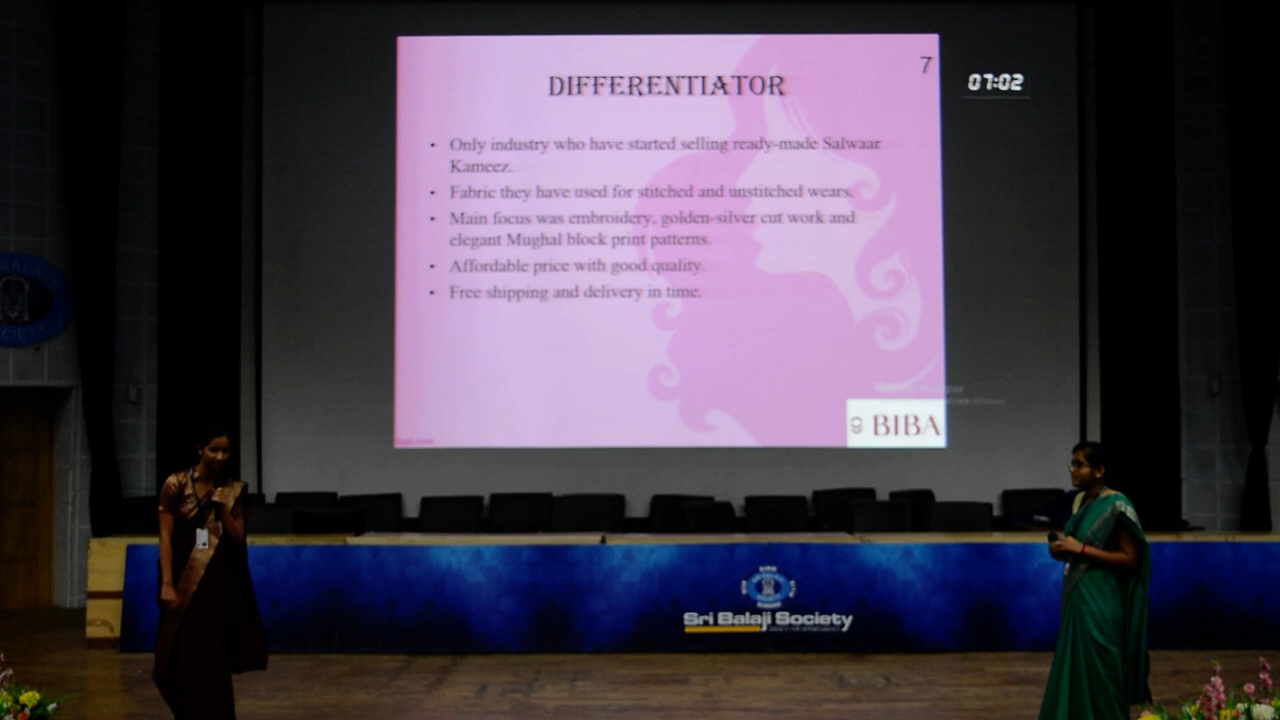 7
DIFFERENTIATOR
07:02
• Only industry who have started selling ready-made Salwaar
Kameez.
• Fabric they have used for stitched and unstitched wears.
• Main focus was embroidery, golden-silver cut work and
elegant Mughal block print patterns.
• Affordable price with good quality.
• Free shipping and delivery in time.
BIBA
Sri Balaji Society